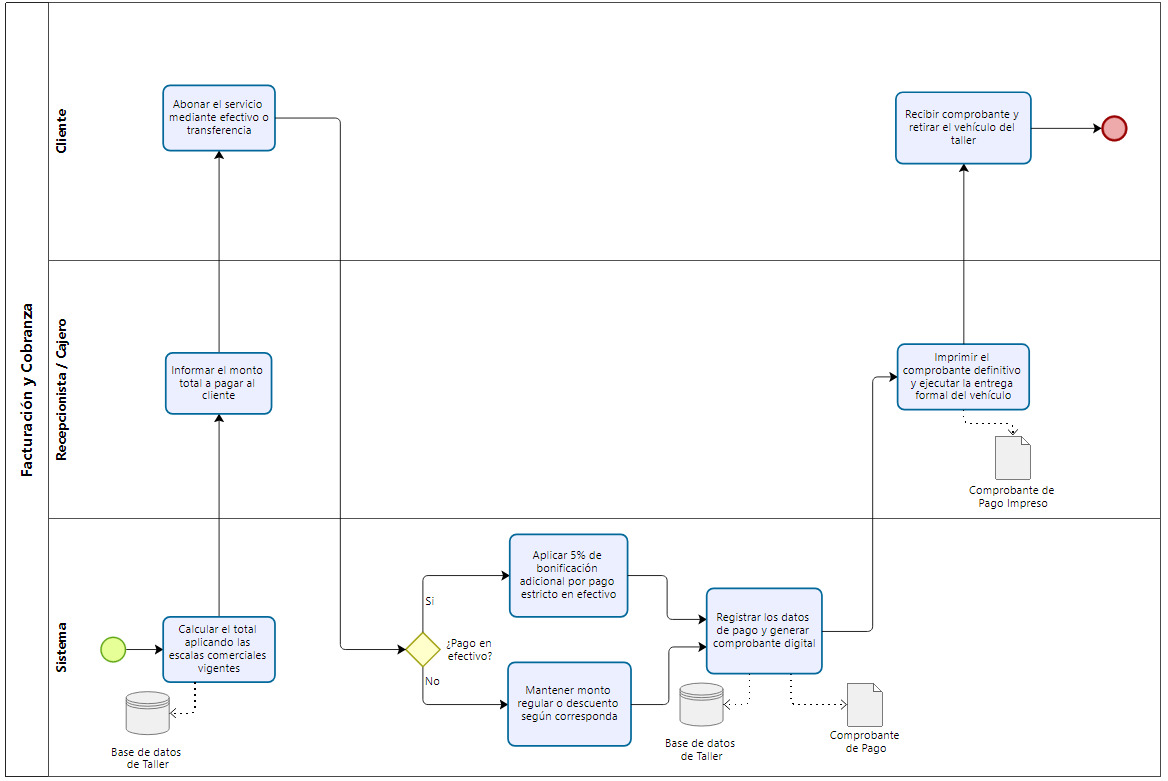 Facturación y Cobranza
Cliente
Abonar el servicio
mediante efectivo o
transferencia
Recibir comprobante y
retirar el vehículo del
taller
Recepcionista / Cajero
Informar el monto
total a pagar al
cliente
Imprimir el
comprobante definitivo
y ejecutar la entrega
formal del vehículo
Comprobante de
Pago Impreso
Sistema
Calcular el total
aplicando las
escalas comerciales
vigentes
Base de datos
de Taller
¿Pago en
efectivo?
Si
Aplicar 5% de
bonificación
adicional por pago
estricto en efectivo
No
Mantener monto
regular o descuento
según corresponda
Registrar los datos
de pago y generar
comprobante digital
Base de datos
de Taller
Comprobante
de Pago